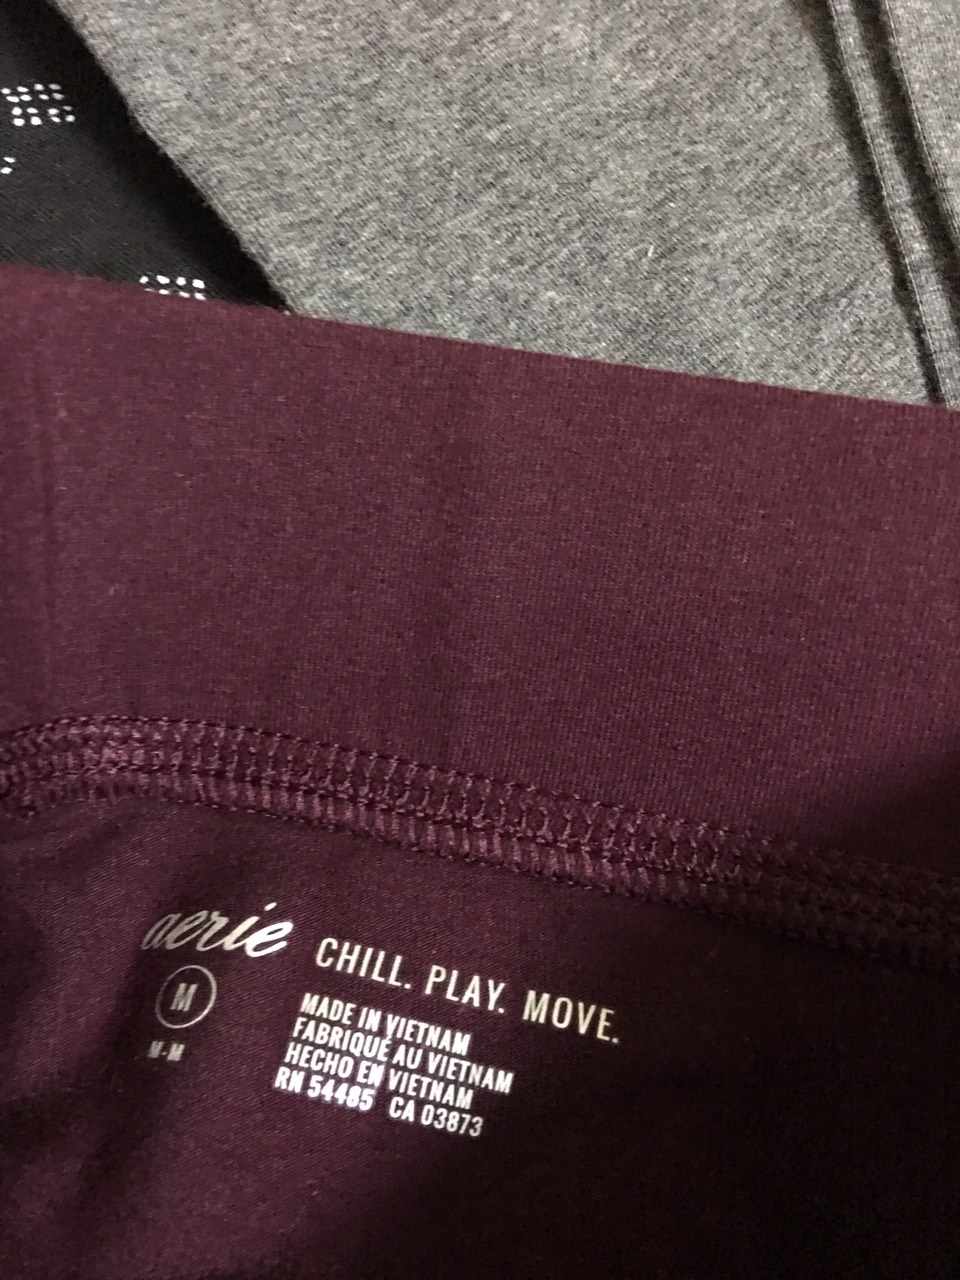 aerie CHILL. PLAY. MOVE.
M
M-M
MADE IN VIETNAM
FABRIQUÉ AU VIETNAM
HECHO EN VIETNAM
RN 54485 CA 03873